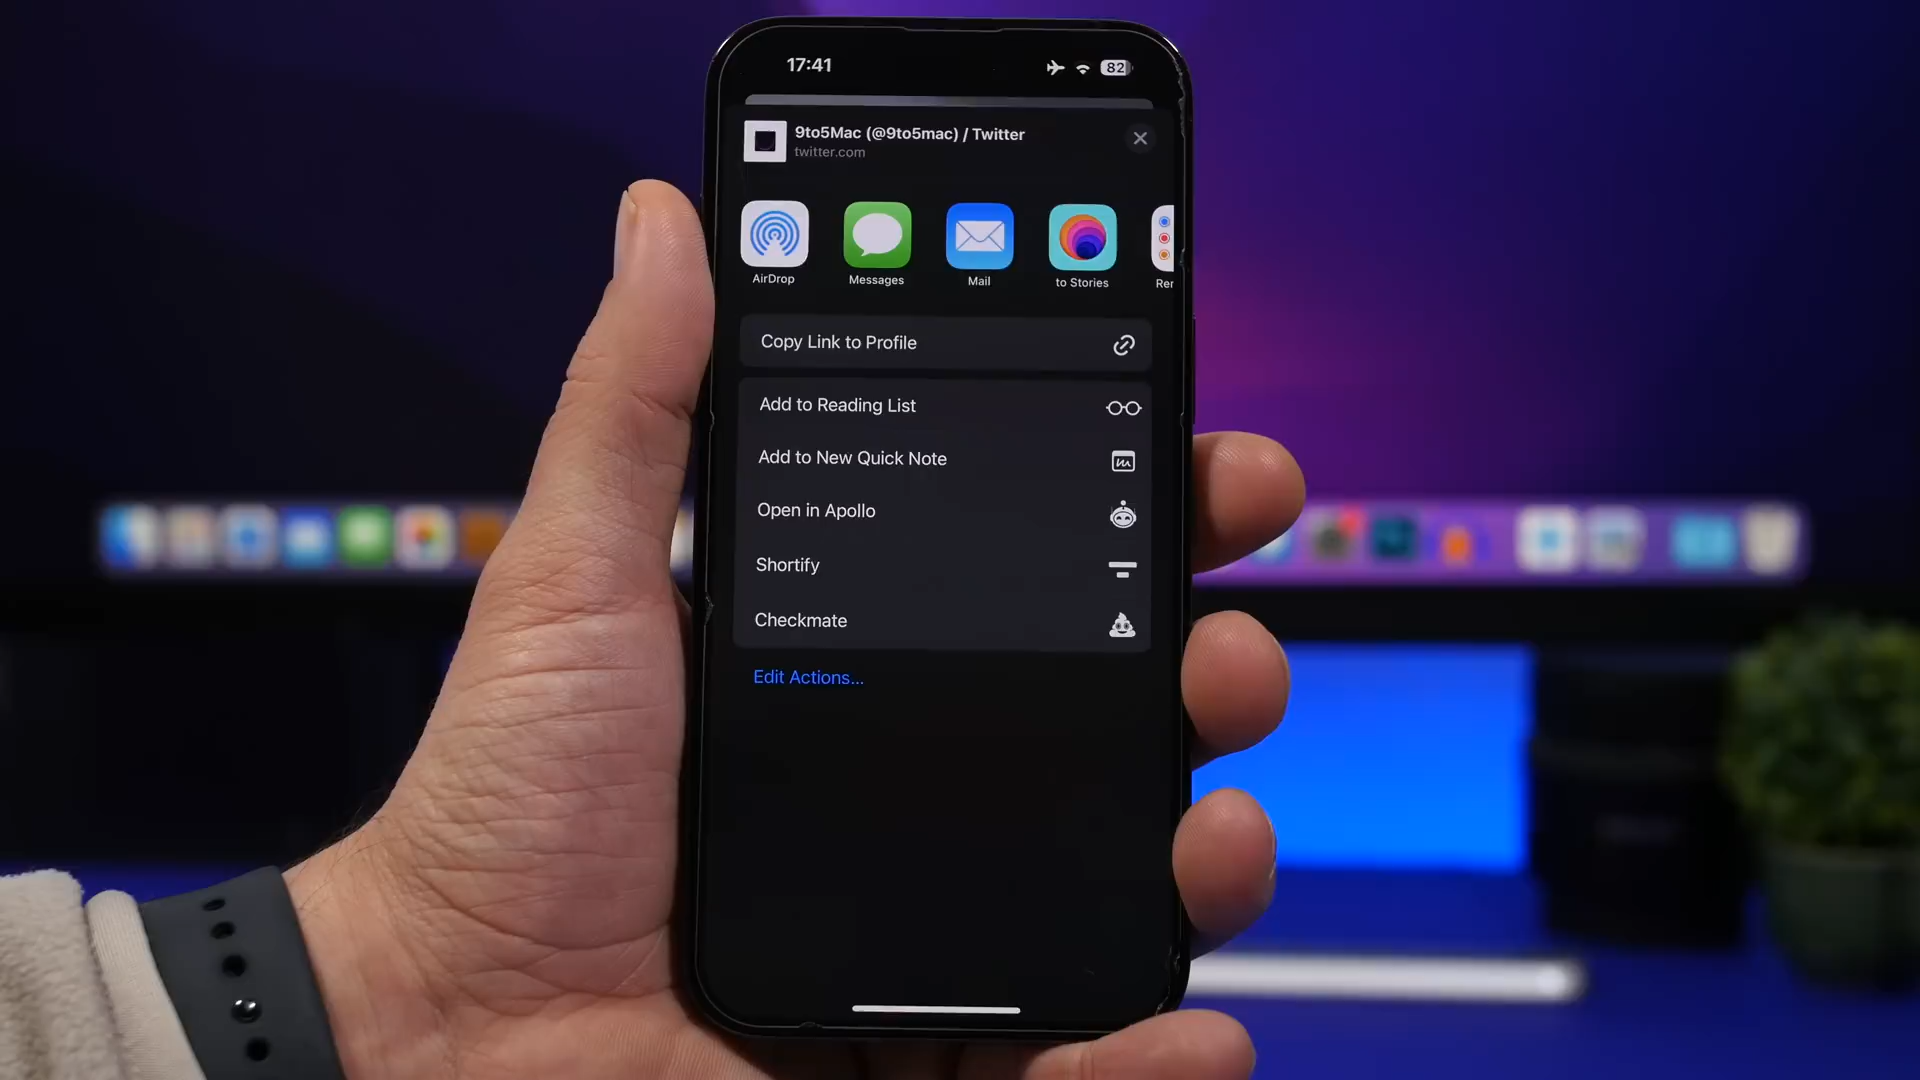 17:41
82
9to5Mac (@9to5mac) / Twitter
twitter.com
AirDrop
Messages
Mail
to Stories
Rer
Copy Link to Profile
Add to Reading List
Add to New Quick Note
Open in Apollo
Shortify
Checkmate
Edit Actions...